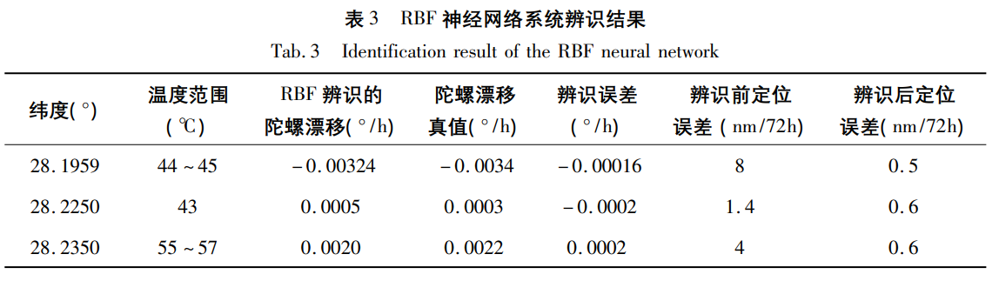 表 3 RBF 神经网络系统辨识结果
Tab. 3 Identification result of the RBF neural network
纬度( °) 温度范围 ( ℃) RBF 辨识的 陀螺漂移( °/h) 陀螺漂移 真值( °/h) 辨识误差 ( °/h) 辨识前定位 误差 ( nm/72h) 辨识后定位 误差( nm/72h)
28.1959 44 ~ 45 -0.00324 -0.0034 -0.00016 8 0.5
28.2250 43 0.0005 0.0003 -0.0002 1.4 0.6
28.2350 55 ~ 57 0.0020 0.0022 0.0002 4 0.6